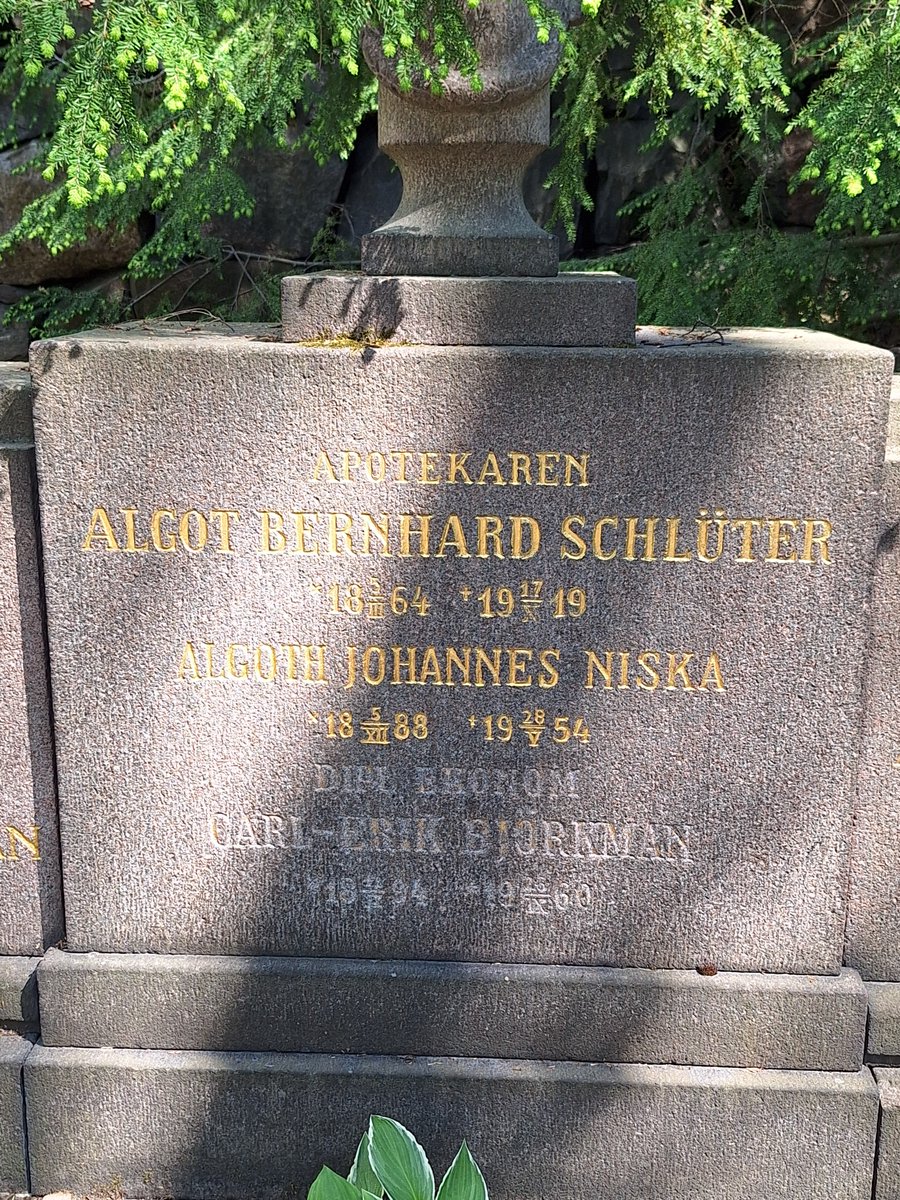 APOTEKAREN
ALGOT BERNHARD SCHLÜTER
*18 5/II 64 +19 17/X 19
ALGOTH JOHANNES NISKA
*18 5/XII 88 +19 28/V 54
DIPL. EKONOM
CARL-ERIK BJÖRKMAN
AN